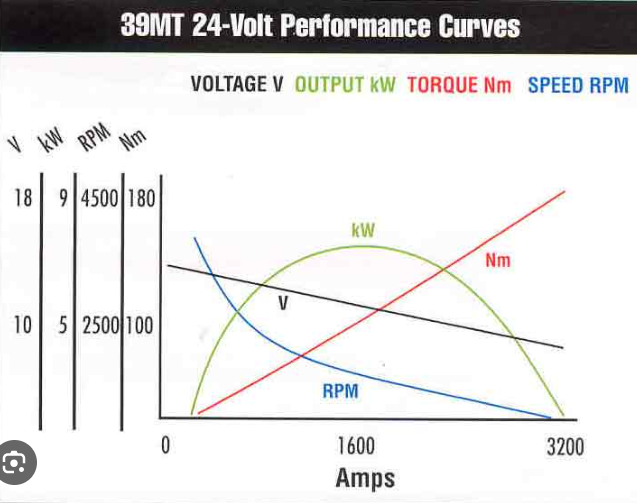 39MT 24-Volt Performance Curves
VOLTAGE V OUTPUT kW TORQUE Nm SPEED RPM
V kW RPM Nm
18 9 4500 180
kW
Nm
V
10 5 2500 100
RPM
0 1600 3200
Amps